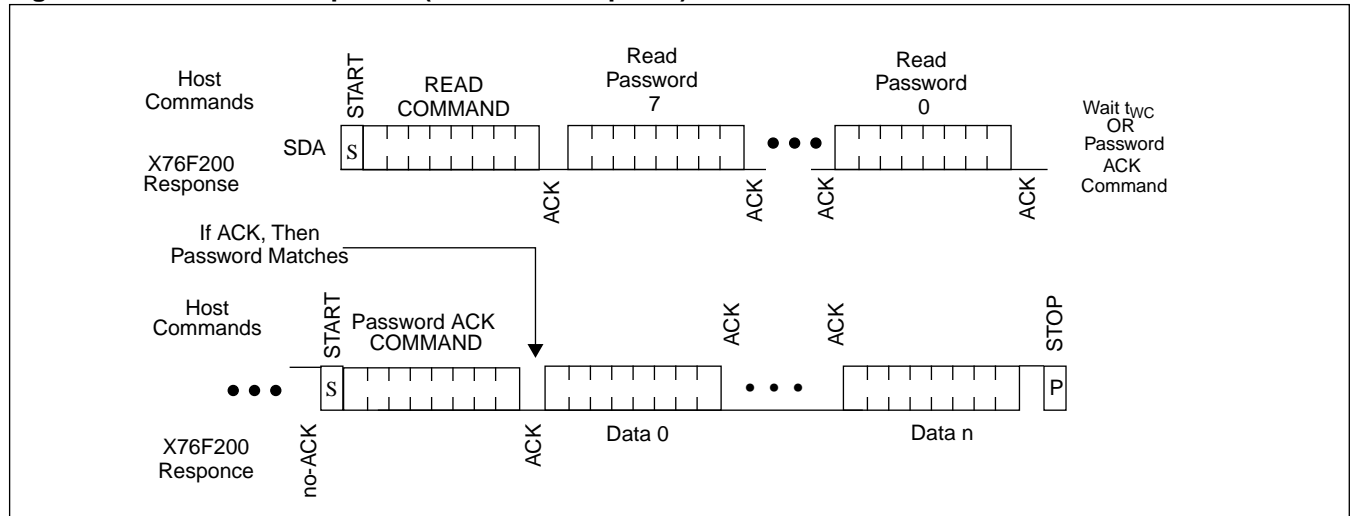 Host
Commands
START
READ
COMMAND
Read
Password
7
Read
Password
0
Wait tWC
OR
Password
ACK
Command
SDA
S
X76F200
Response
ACK
ACK
ACK
ACK
If ACK, Then
Password Matches
Host
Commands
START
Password ACK
COMMAND
ACK
ACK
STOP
S
P
X76F200
Responce
no-ACK
ACK
Data 0
Data n